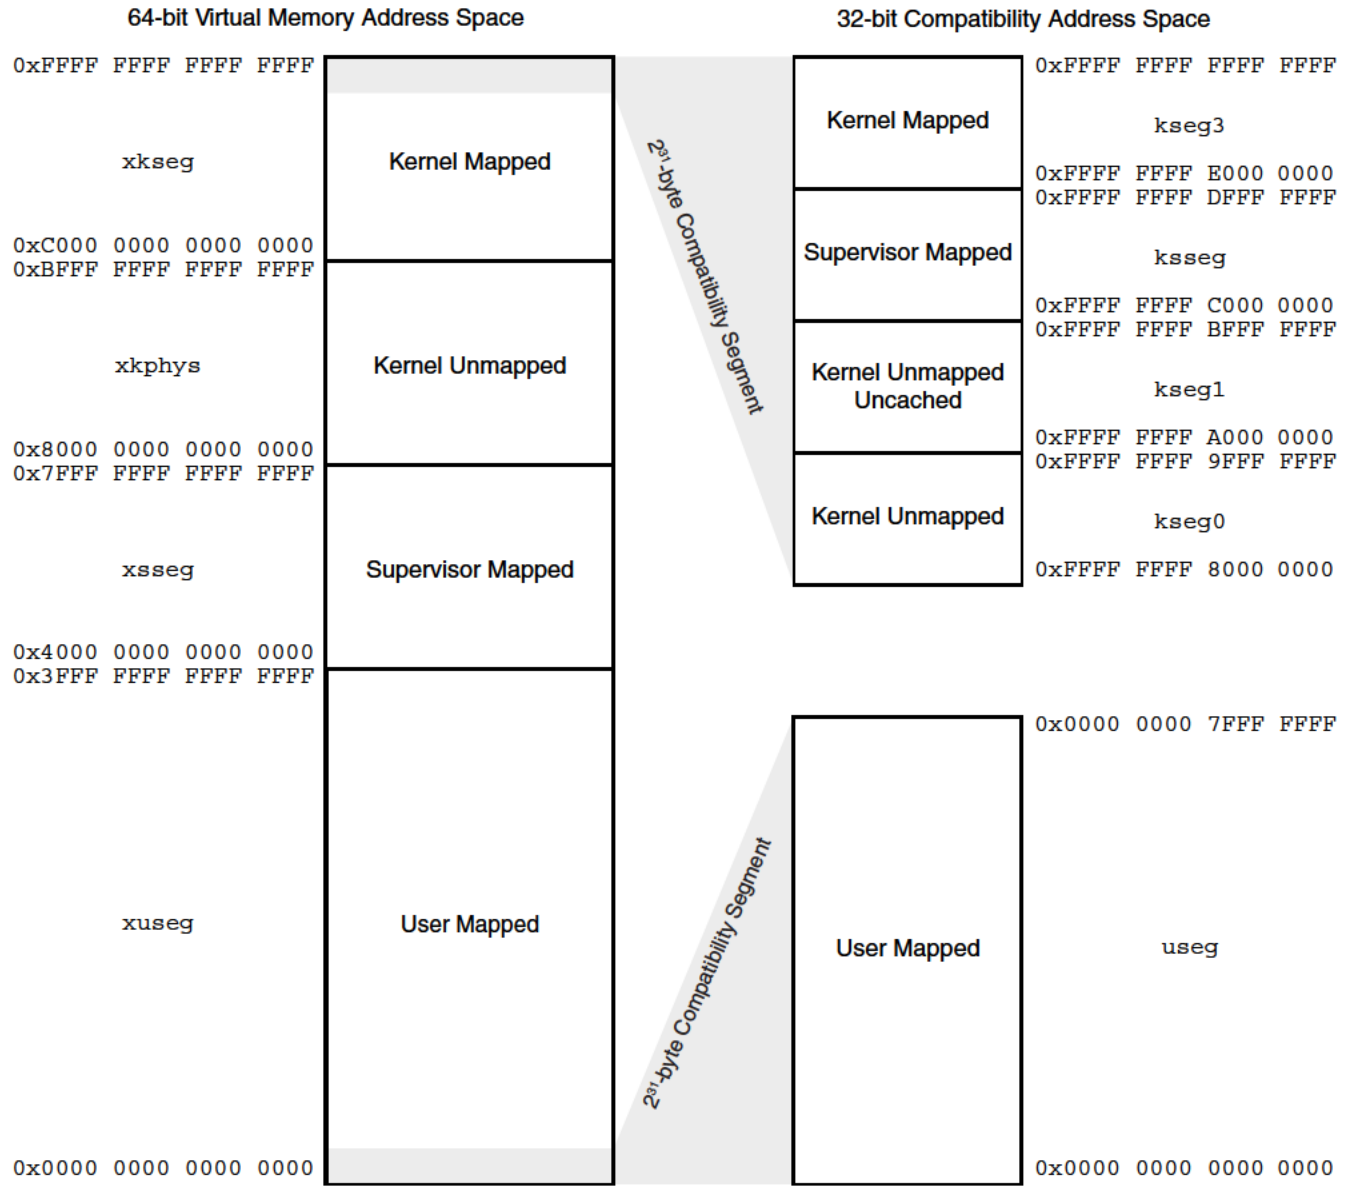 64-bit Virtual Memory Address Space
0xFFFF FFFF FFFF FFFF
xkseg
Kernel Mapped
0xC000 0000 0000 0000
0xBFFF FFFF FFFF FFFF
xkphys
Kernel Unmapped
0x8000 0000 0000 0000
0x7FFF FFFF FFFF FFFF
xsseg
Supervisor Mapped
0x4000 0000 0000 0000
0x3FFF FFFF FFFF FFFF
xuseg
User Mapped
0x0000 0000 0000 0000
2³¹-byte Compatibility Segment
2³¹-byte Compatibility Segment
32-bit Compatibility Address Space
0xFFFF FFFF FFFF FFFF
Kernel Mapped
kseg3
0xFFFF FFFF E000 0000
0xFFFF FFFF DFFF FFFF
Supervisor Mapped
ksseg
0xFFFF FFFF C000 0000
0xFFFF FFFF BFFF FFFF
Kernel Unmapped
Uncached
kseg1
0xFFFF FFFF A000 0000
0xFFFF FFFF 9FFF FFFF
Kernel Unmapped
kseg0
0xFFFF FFFF 8000 0000
0x0000 0000 7FFF FFFF
User Mapped
useg
0x0000 0000 0000 0000